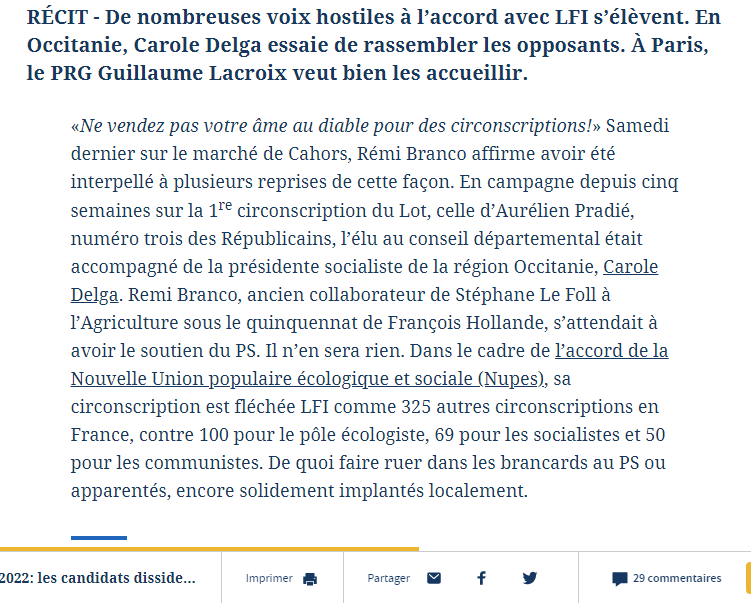 RÉCIT - De nombreuses voix hostiles à l’accord avec LFI s’élèvent. En
Occitanie, Carole Delga essaie de rassembler les opposants. À Paris,
le PRG Guillaume Lacroix veut bien les accueillir.
«Ne vendez pas votre âme au diable pour des circonscriptions!» Samedi
dernier sur le marché de Cahors, Rémi Branco affirme avoir été
interpellé à plusieurs reprises de cette façon. En campagne depuis cinq
semaines sur la 1re circonscription du Lot, celle d’Aurélien Pradié,
numéro trois des Républicains, l’élu au conseil départemental était
accompagné de la présidente socialiste de la région Occitanie, Carole
Delga. Remi Branco, ancien collaborateur de Stéphane Le Foll à
l’Agriculture sous le quinquennat de François Hollande, s’attendait à
avoir le soutien du PS. Il n’en sera rien. Dans le cadre de l’accord de la
Nouvelle Union populaire écologique et sociale (Nupes), sa
circonscription est fléchée LFI comme 325 autres circonscriptions en
France, contre 100 pour le pôle écologiste, 69 pour les socialistes et 50
pour les communistes. De quoi faire ruer dans les brancards au PS ou
apparentés, encore solidement implantés localement.
2022: les candidats disside... Imprimer Partager 29 commentaires